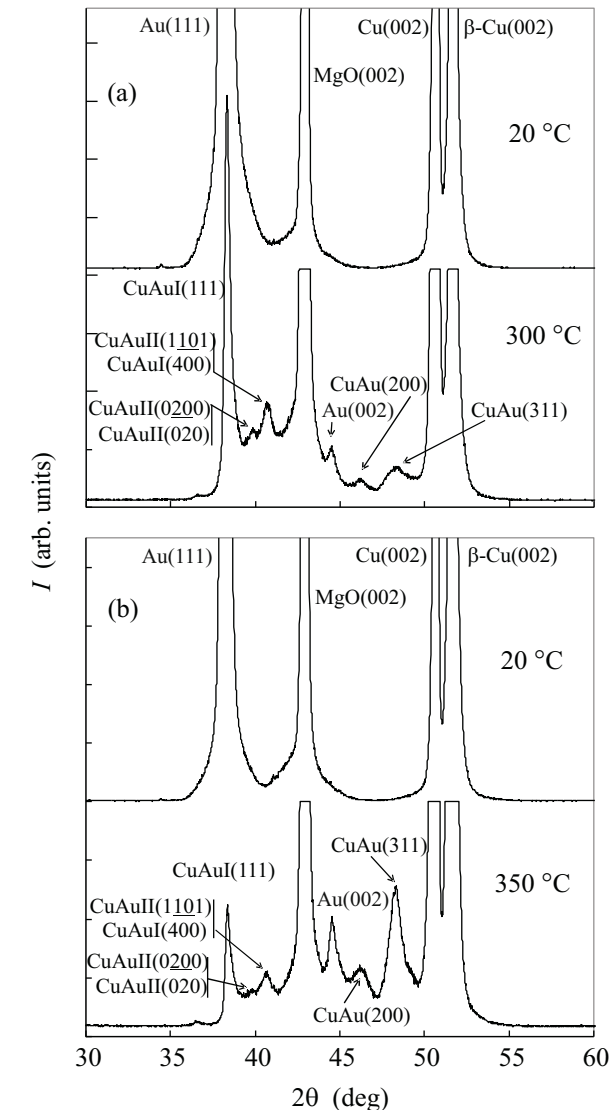 Au(111)
Cu(002)
β-Cu(002)
MgO(002)
(a)
20 °C
CuAuI(111)
300 °C
CuAuII(1101)
CuAuI(400)
CuAu(200)
CuAuII(0200)
Au(002)
CuAu(311)
CuAuII(020)
I (arb. units)
Au(111)
Cu(002)
β-Cu(002)
MgO(002)
(b)
20 °C
CuAu(311)
CuAuI(111)
350 °C
CuAuII(1101)
Au(002)
CuAuI(400)
CuAuII(0200)
CuAuII(020)
CuAu(200)
30 35 40 45 50 55 60
2θ (deg)